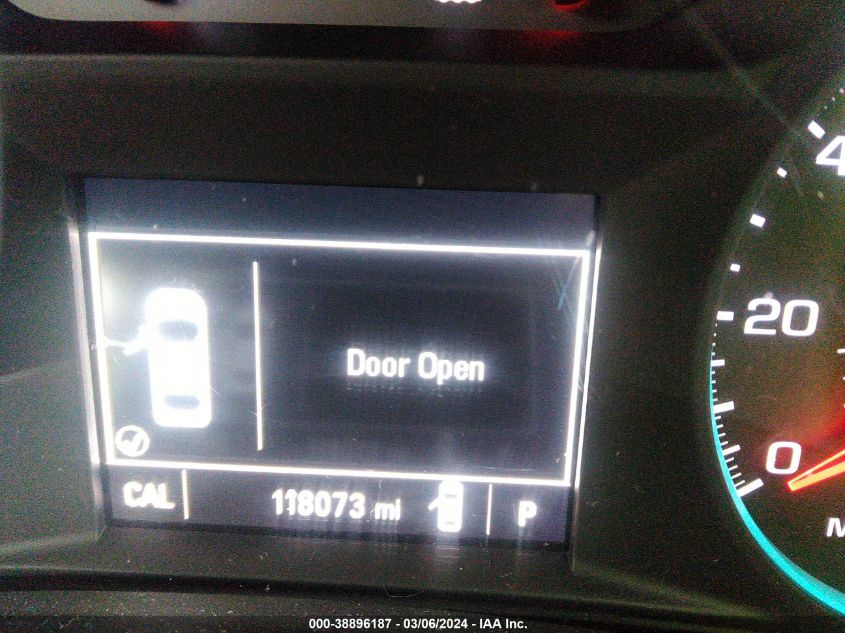 4
20
0
Door Open
CAL 118073 mi P
000-38896187 - 03/06/2024 - IAA Inc.